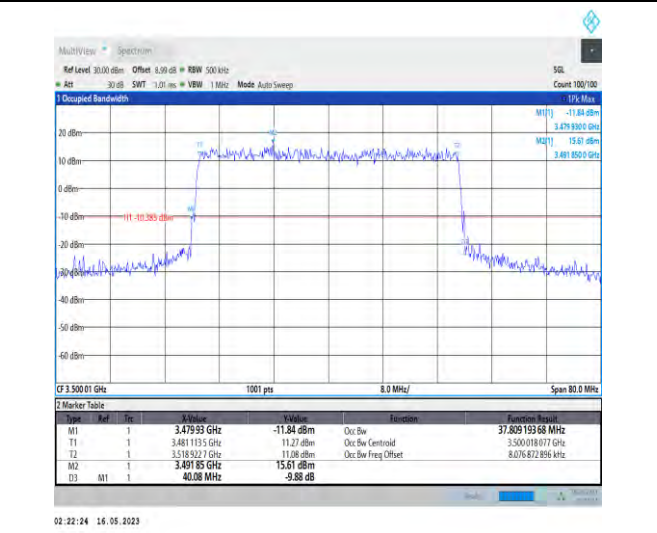 MultiView Spectrum
Ref Level 30.00 dBm Offset 8.99 dB RBW 500 kHz SGL
Att 30 dB SWT 1.01 ms VBW 1 MHz Mode Auto Sweep Count 100/100
1 Occupied Bandwidth 1Pk Max
M1[1] -11.84 dBm
3.479 930 0 GHz
M2[1] 15.61 dBm
3.491 850 0 GHz
20 dBm
10 dBm
0 dBm
-10 dBm
H1 -10.385 dBm
-20 dBm
-30 dBm
-40 dBm
-50 dBm
-60 dBm
CF 3.500 01 GHz 1001 pts 8.0 MHz/ Span 80.0 MHz
2 Marker Table
Type Ref Trc X-Value Y-Value Function Function Result
M1 1 3.479 93 GHz -11.84 dBm Occ Bw 37.809 193 68 MHz
T1 1 3.481 113 5 GHz 11.27 dBm Occ Bw Centroid 3.500 018 077 GHz
T2 1 3.518 922 7 GHz 11.08 dBm Occ Bw Freq Offset 8.076 872 896 kHz
M2 1 3.491 85 GHz 15.61 dBm
D3 M1 1 40.08 MHz -9.88 dB
02:22:24 16.05.2023